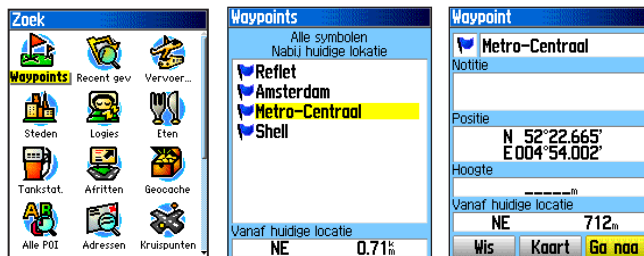 Zoek
Waypoints Recent gev Vervoer...
Steden Logies Eten
Tankstat. Afritten Geocache
Alle POI Adressen Kruispunten
Waypoints
Alle symbolen
Nabij huidige lokatie
Reflet
Amsterdam
Metro-Centraal
Shell
Vanaf huidige locatie
NE 0.71km
Waypoint
Metro-Centraal
Notitie
Positie
N 52°22.665'
E 004°54.002'
Hoogte
_____m
Vanaf huidige locatie
NE 712m
Wis Kaart Ga naa